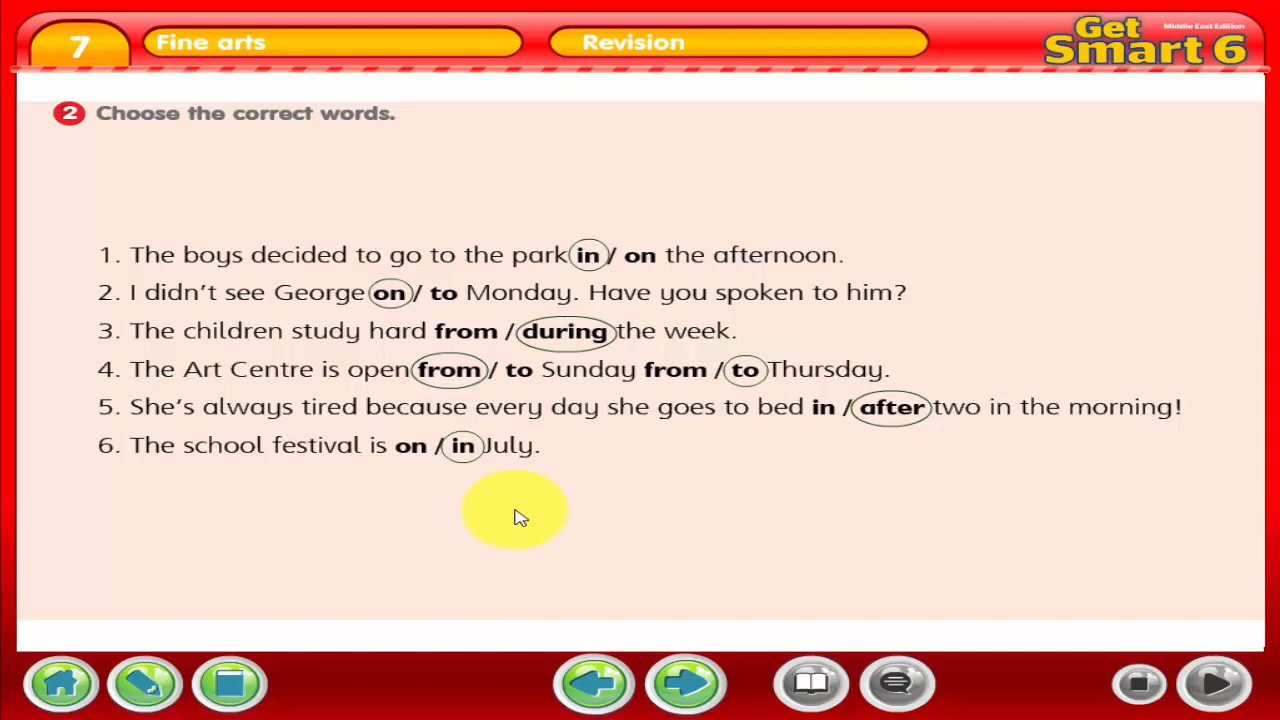 7 Fine arts Revision Get Middle East Edition
Smart 6
2 Choose the correct words.
1. The boys decided to go to the park in / on the afternoon.
2. I didn't see George on / to Monday. Have you spoken to him?
3. The children study hard from / during the week.
4. The Art Centre is open from / to Sunday from / to Thursday.
5. She's always tired because every day she goes to bed in / after two in the morning!
6. The school festival is on / in July.